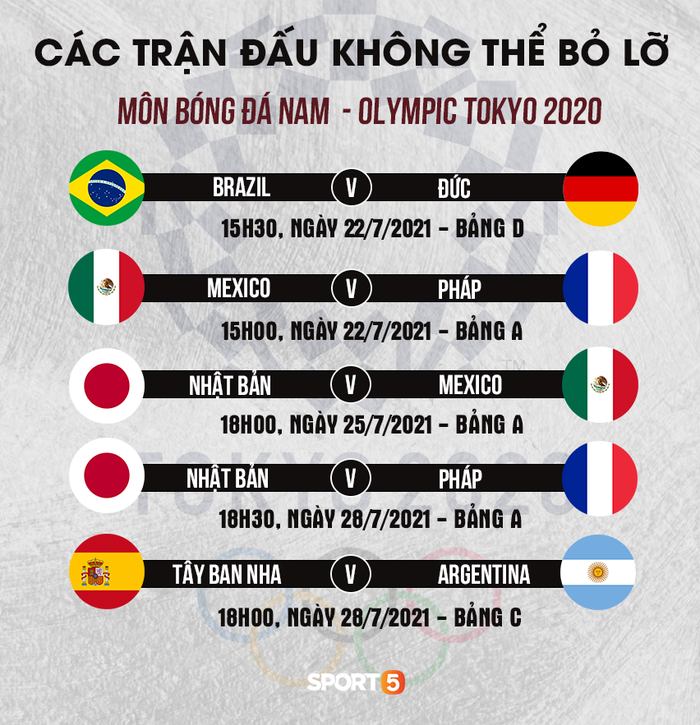 CÁC TRẬN ĐẤU KHÔNG THỂ BỎ LỠ
MÔN BÓNG ĐÁ NAM - OLYMPIC TOKYO 2020
BRAZIL V ĐỨC
15H30, NGÀY 22/7/2021 - BẢNG D
MEXICO V PHÁP
15H00, NGÀY 22/7/2021 - BẢNG A
NHẬT BẢN V MEXICO
18H00, NGÀY 25/7/2021 - BẢNG A
NHẬT BẢN V PHÁP
TOKYO 2020
18H30, NGÀY 28/7/2021 - BẢNG A
TÂY BAN NHA V ARGENTINA
18H00, NGÀY 28/7/2021 - BẢNG C
SPORT 5